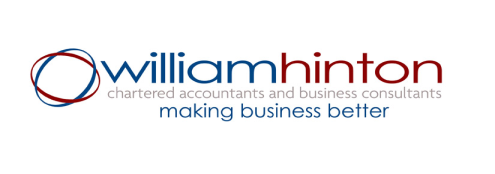 williamhinton
chartered accountants and business consultants
making business better